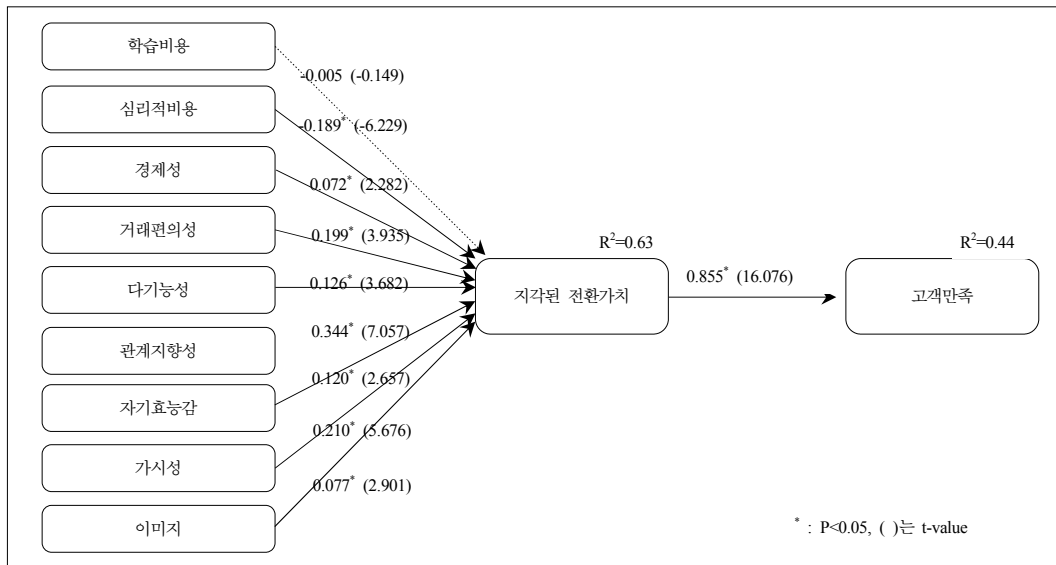 학습비용
-0.005 (-0.149)
심리적비용
-0.189* (-6.229)
경제성
0.072* (2.282)
거래편의성
0.199* (3.935)
R²=0.63
R²=0.44
다기능성
0.126* (3.682)
지각된 전환가치
0.855* (16.076)
고객만족
관계지향성
0.344* (7.057)
자기효능감
0.120* (2.657)
가시성
0.210* (5.676)
이미지
0.077* (2.901)
* : P<0.05, ( )는 t-value